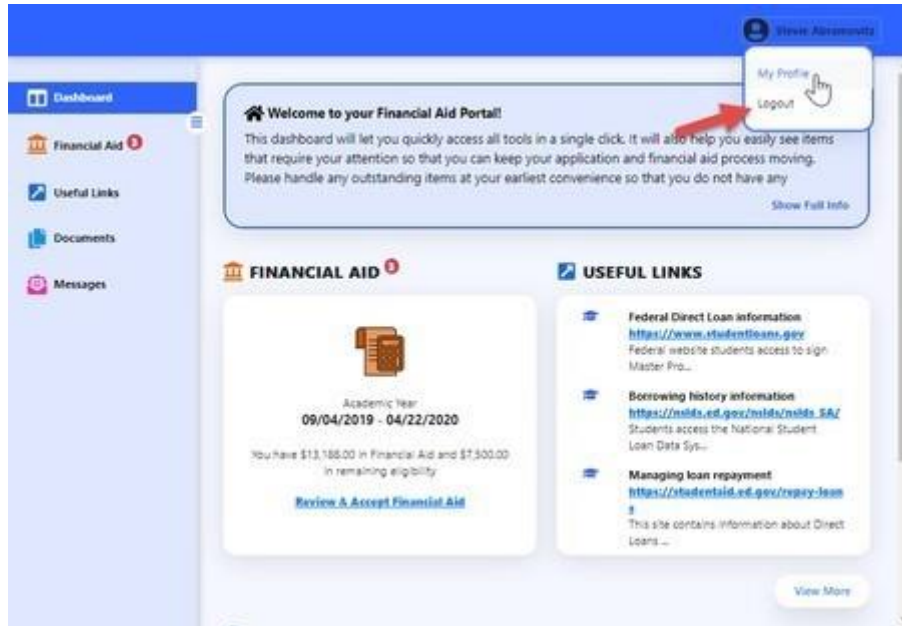 Stevie Abramowitz
My Profile
Logout
Dashboard
Financial Aid 3
Useful Links
Documents
Messages
Welcome to your Financial Aid Portal!
This dashboard will let you quickly access all tools in a single click. It will also help you easily see items
that require your attention so that you can keep your application and financial aid process moving.
Please handle any outstanding items at your earliest convenience so that you do not have any
Show Full Info
FINANCIAL AID 3
Academic Year
09/04/2019 - 04/22/2020
You have $13,188.00 in Financial Aid and $7,500.00
in remaining eligibility
Review & Accept Financial Aid
USEFUL LINKS
Federal Direct Loan information
https://www.studentloans.gov
Federal website students access to sign
Master Pro...
Borrowing history information
https://nslds.ed.gov/nslds/nslds_SA/
Students access the National Student
Loan Data Sys...
Managing loan repayment
https://studentaid.ed.gov/repay-loan
s
This site contains information about Direct
Loans ...
View More